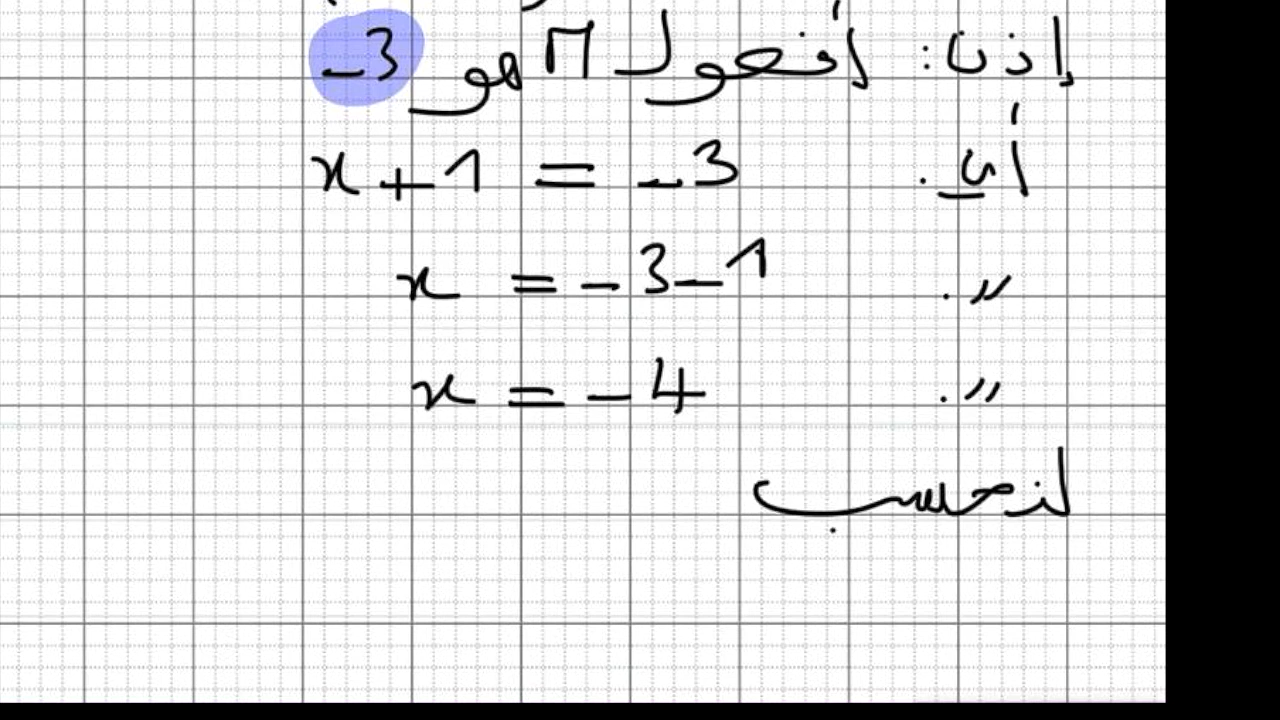 إذن: أفصول M هو -3
أي. x + 1 = -3
〃. x = -3-1
〃. x = -4
لنحسب